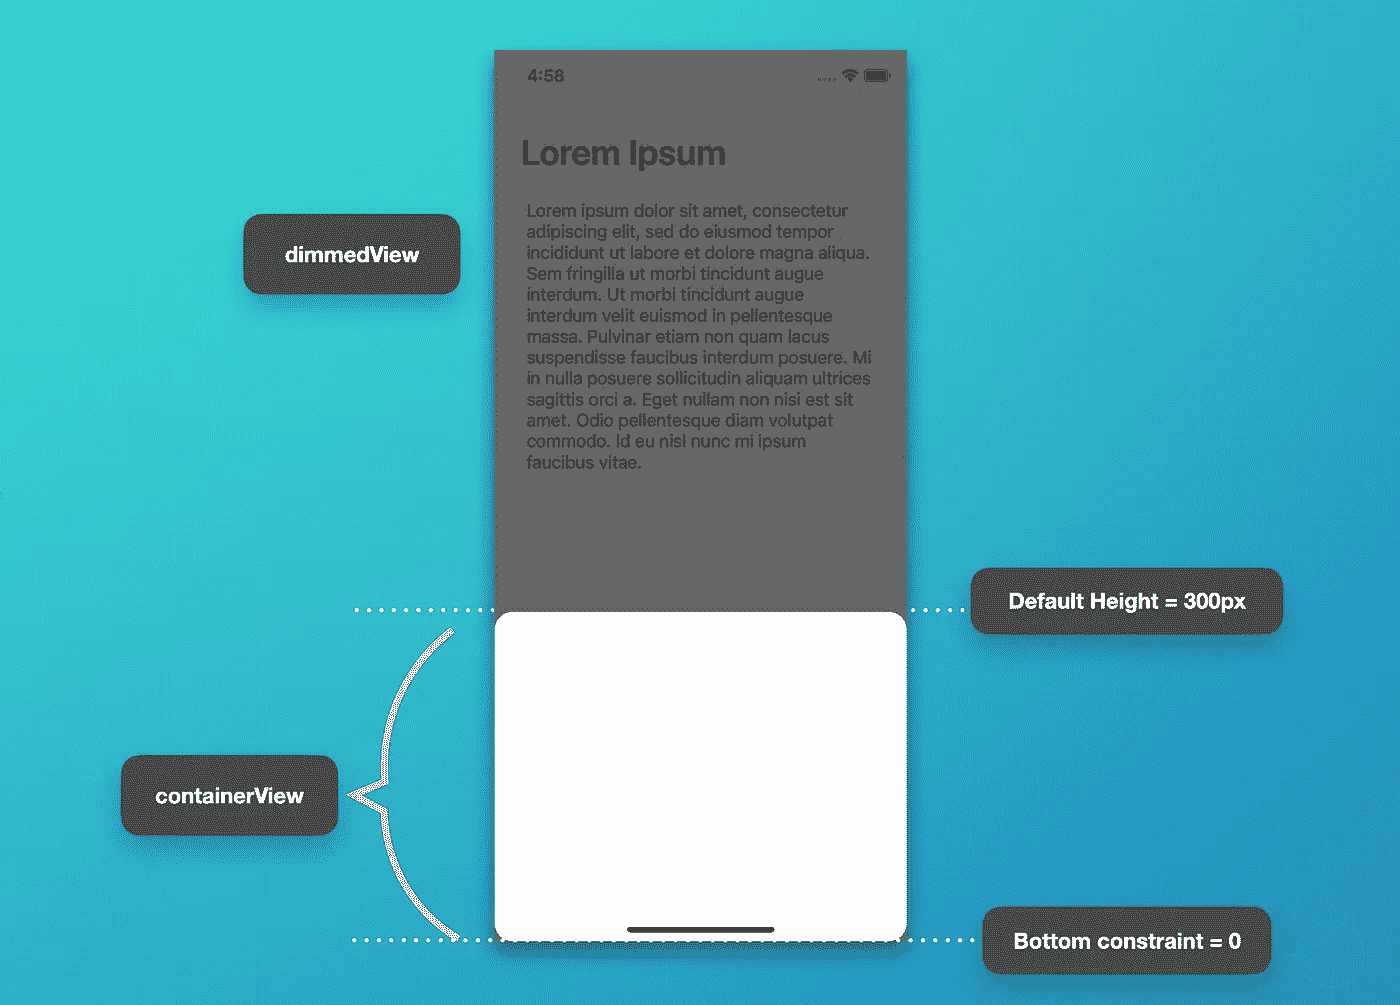 4:58
Lorem Ipsum
Lorem ipsum dolor sit amet, consectetur
adipiscing elit, sed do eiusmod tempor
incididunt ut labore et dolore magna aliqua.
Sem fringilla ut morbi tincidunt augue
interdum. Ut morbi tincidunt augue
interdum velit euismod in pellentesque
massa. Pulvinar etiam non quam lacus
suspendisse faucibus interdum posuere. Mi
in nulla posuere sollicitudin aliquam ultrices
sagittis orci a. Eget nullam non nisi est sit
amet. Odio pellentesque diam volutpat
commodo. Id eu nisl nunc mi ipsum
faucibus vitae.
dimmedView
Default Height = 300px
containerView
Bottom constraint = 0